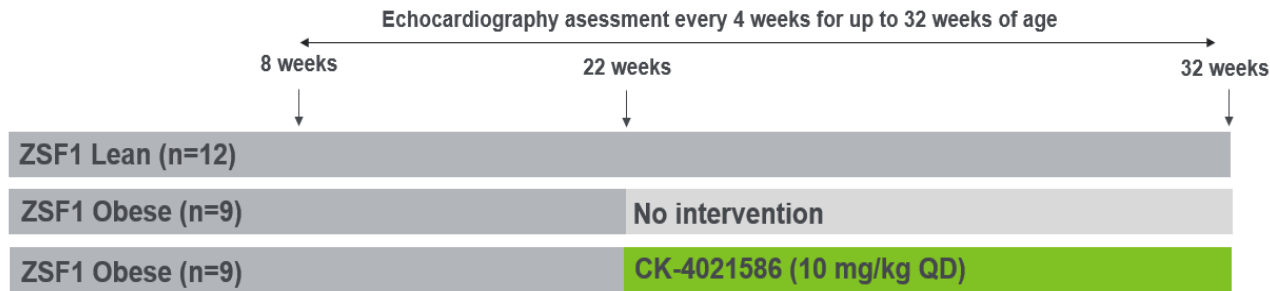 Echocardiography asessment every 4 weeks for up to 32 weeks of age
8 weeks
22 weeks
32 weeks
ZSF1 Lean (n=12)
ZSF1 Obese (n=9)
No intervention
ZSF1 Obese (n=9)
CK-4021586 (10 mg/kg QD)